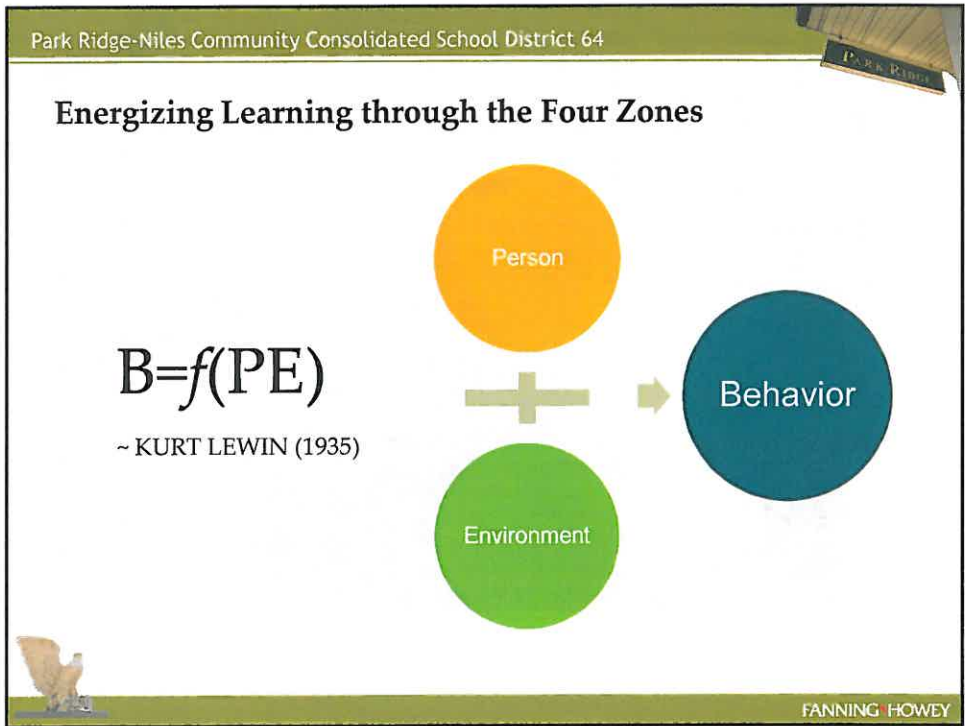 Park Ridge-Niles Community Consolidated School District 64
PARK RIDGE
Energizing Learning through the Four Zones
Person
B=f(PE)
~ KURT LEWIN (1935)
Behavior
Environment
FANNING HOWEY